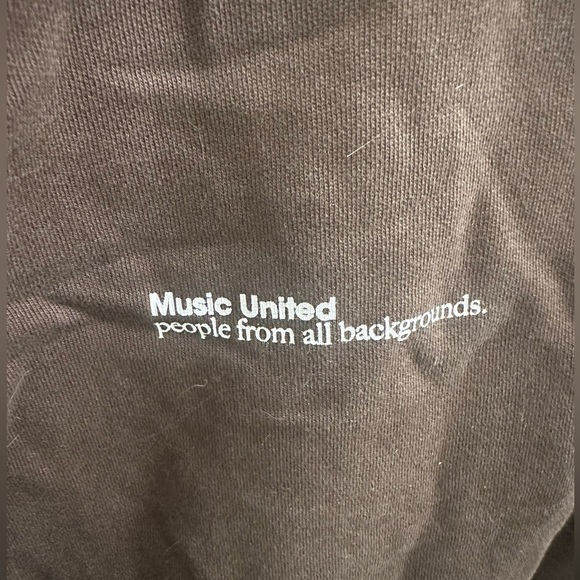 Music United
people from all backgrounds.